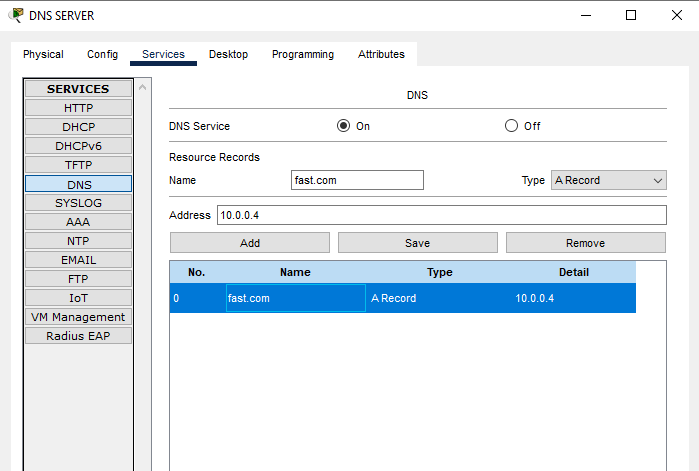 DNS SERVER
Physical Config Services Desktop Programming Attributes
SERVICES
HTTP
DHCP
DHCPv6
TFTP
DNS
SYSLOG
AAA
NTP
EMAIL
FTP
IoT
VM Management
Radius EAP
DNS
DNS Service On Off
Resource Records
Name fast.com Type A Record
Address 10.0.0.4
Add Save Remove
No. Name Type Detail
0 fast.com A Record 10.0.0.4